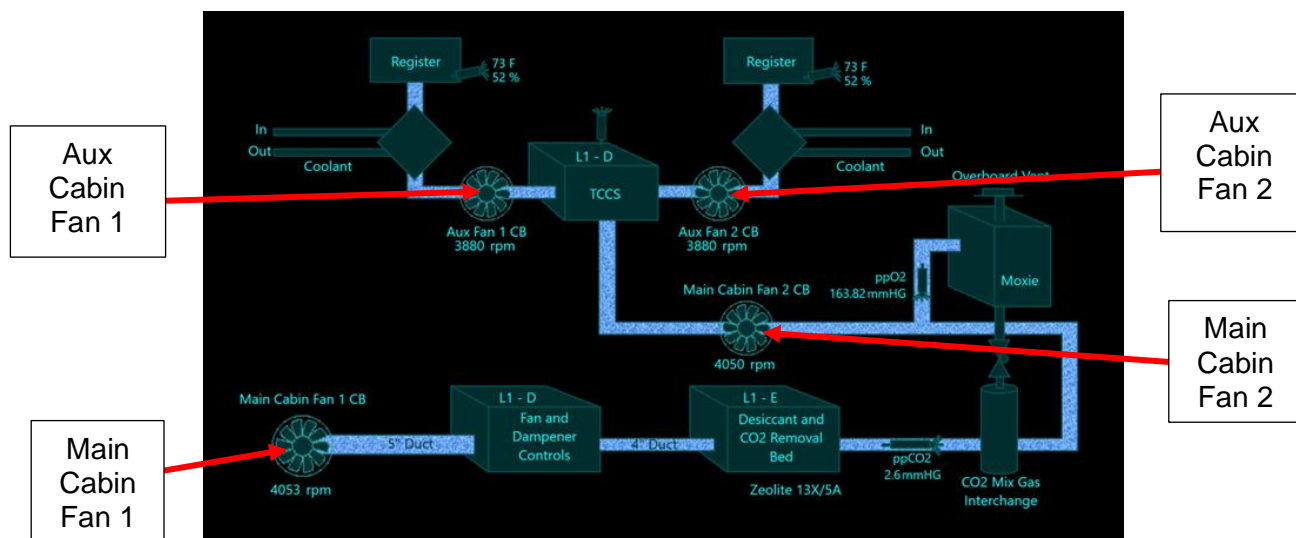 Register
73 F
52 %
Register
73 F
52 %
Aux
Cabin
Fan 1
In
Out
Coolant
L1 - D
TCCS
In
Out
Coolant
Aux
Cabin
Fan 2
Aux Fan 1 CB
3880 rpm
Aux Fan 2 CB
3880 rpm
Overboard Vent
Moxie
ppO2
163.82mmHG
Main Cabin Fan 2 CB
4050 rpm
Main
Cabin
Fan 2
Main Cabin Fan 1 CB
4053 rpm
5" Duct
L1 - D
Fan and
Dampener
Controls
4" Duct
L1 - E
Desiccant and
CO2 Removal
Bed
Zeolite 13X/5A
ppCO2
2.6mmHG
CO2 Mix Gas
Interchange
Main
Cabin
Fan 1